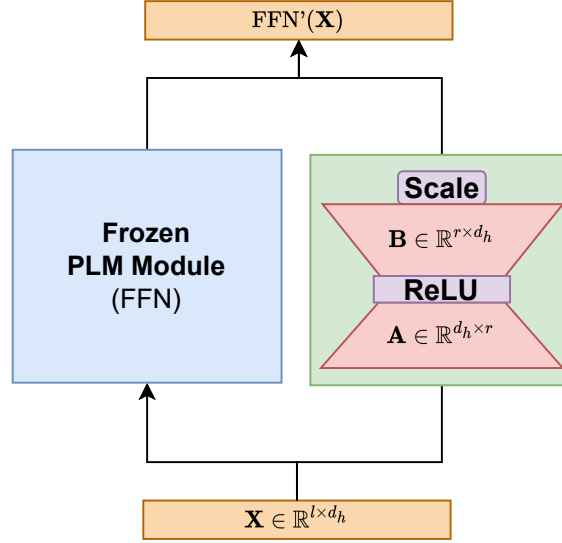 FFN'(𝐗)
Frozen
PLM Module
(FFN)
Scale
𝐁 ∈ ℝ^{r×d_h}
ReLU
𝐀 ∈ ℝ^{d_h×r}
𝐗 ∈ ℝ^{l×d_h}